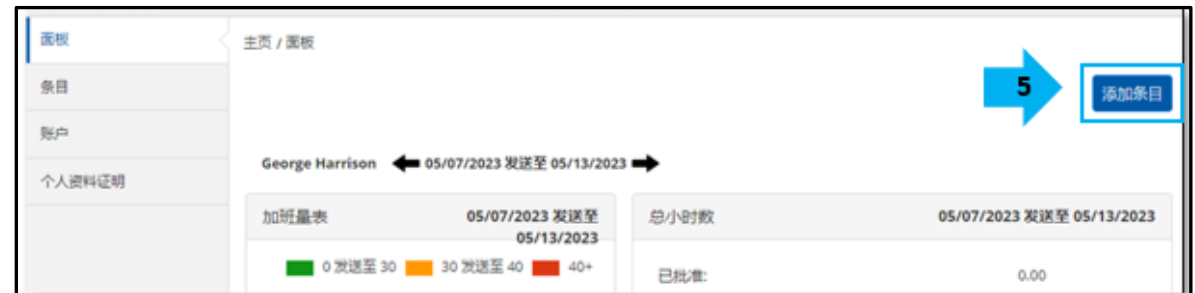 面板
条目
账户
个人资料证明
主页 / 面板
5
添加条目
George Harrison 05/07/2023 发送至 05/13/2023
加班量表 05/07/2023 发送至
05/13/2023
0 发送至 30 30 发送至 40 40+
总小时数 05/07/2023 发送至 05/13/2023
已批准: 0.00